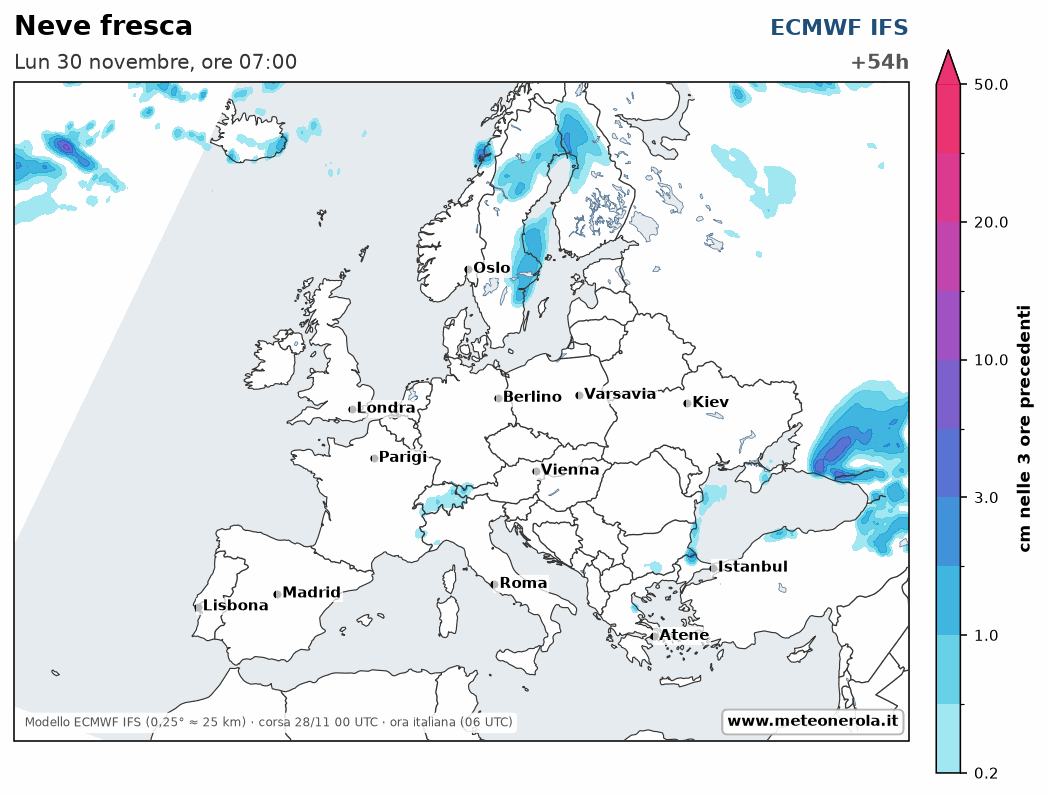 Neve fresca
ECMWF IFS
Lun 30 novembre, ore 07:00
+54h
50.0
20.0
10.0
3.0
1.0
0.2
cm nelle 3 ore precedenti
Oslo
Berlino
Varsavia
Kiev
Londra
Parigi
Vienna
Istanbul
Roma
Madrid
Lisbona
Atene
Modello ECMWF IFS (0,25° ≈ 25 km) · corsa 28/11 00 UTC · ora italiana (06 UTC)
www.meteonerola.it